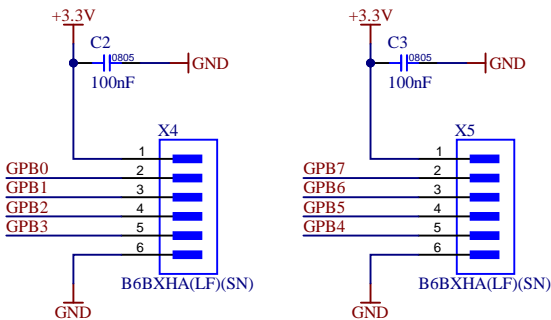 +3.3V
C2
0805
GND
100nF
X4
1
GPB0 2
GPB1 3
GPB2 4
GPB3 5
6
B6BXHA(LF)(SN)
GND
+3.3V
C3
0805
GND
100nF
X5
1
GPB7 2
GPB6 3
GPB5 4
GPB4 5
6
B6BXHA(LF)(SN)
GND